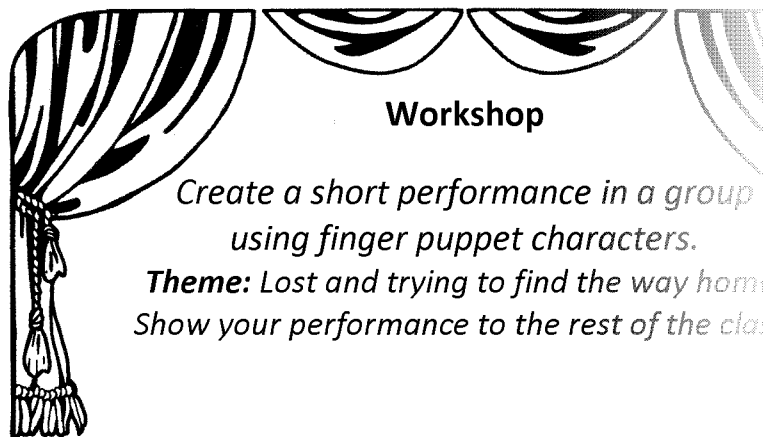 Workshop
Create a short performance in a group
using finger puppet characters.
Theme: Lost and trying to find the way home
Show your performance to the rest of the